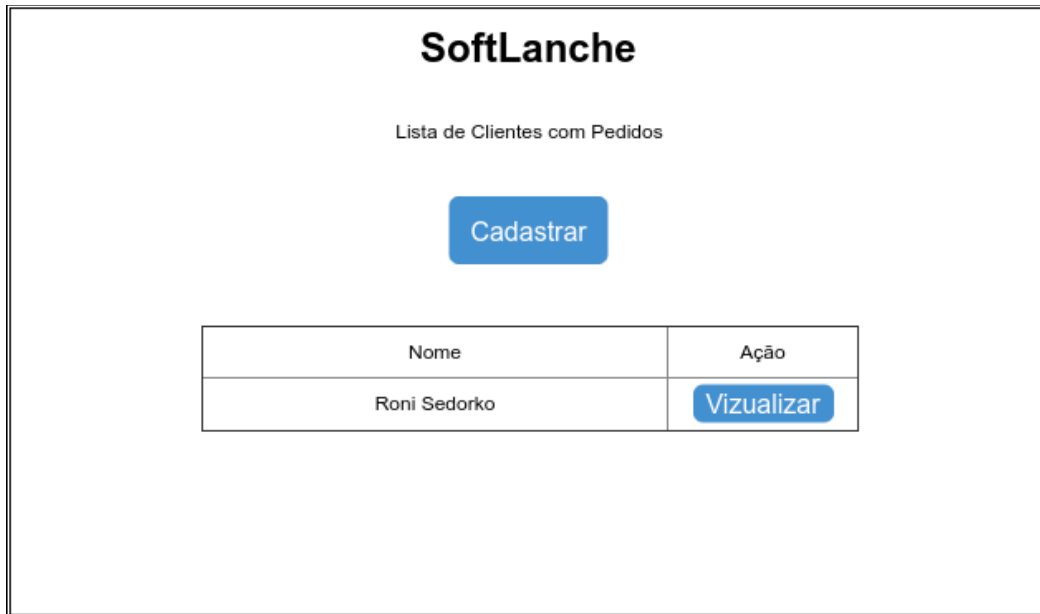 SoftLanche
Lista de Clientes com Pedidos
Cadastrar
Nome Ação
Roni Sedorko Vizualizar